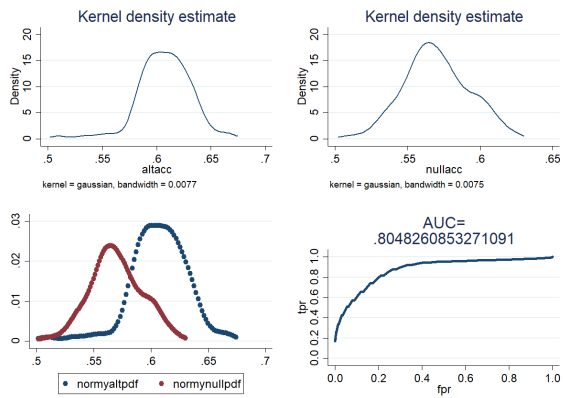 Kernel density estimate
Density
0 5 10 15 20
.5 .55 .6 .65 .7
altacc
kernel = gaussian, bandwidth = 0.0077
Kernel density estimate
Density
0 5 10 15 20
.5 .55 .6 .65
nullacc
kernel = gaussian, bandwidth = 0.0075
0 .01 .02 .03
.5 .55 .6 .65 .7
normyaltpdf normynullpdf
AUC=
.8048260853271091
tpr
0.0 0.2 0.4 0.6 0.8 1.0
0.0 0.2 0.4 0.6 0.8 1.0
fpr